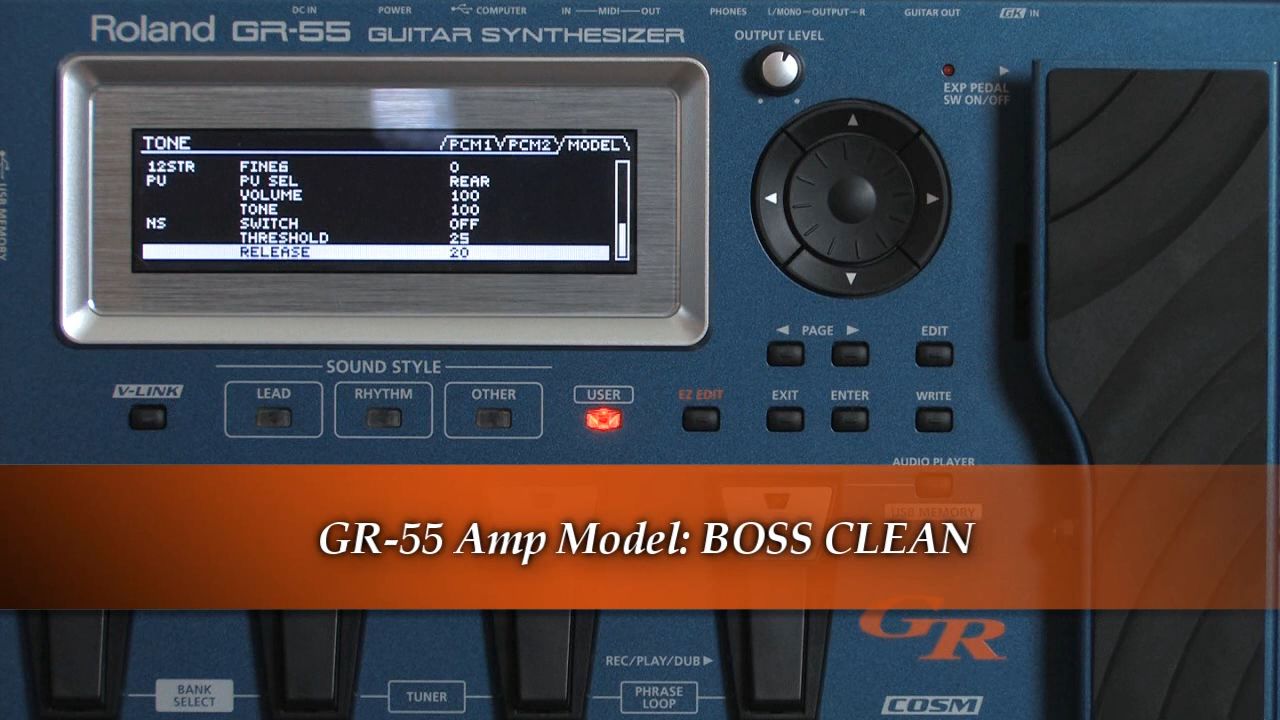 DC IN POWER COMPUTER IN MIDI OUT PHONES L/MONO OUTPUT R GUITAR OUT GK IN
Roland GR-55 GUITAR SYNTHESIZER
OUTPUT LEVEL
EXP PEDAL
SW ON/OFF
TONE PCM1 PCM2 MODEL
12STR FINE6 0
PU PU SEL REAR
VOLUME 100
TONE 100
NS SWITCH OFF
THRESHOLD 25
RELEASE 20
USB MEMORY
PAGE EDIT
SOUND STYLE
V-LINK LEAD RHYTHM OTHER USER EZ EDIT EXIT ENTER WRITE
AUDIO PLAYER
USB MEMORY
GR-55 Amp Model: BOSS CLEAN
GR
REC/PLAY/DUB
BANK
SELECT
TUNER
PHRASE
LOOP
COSM